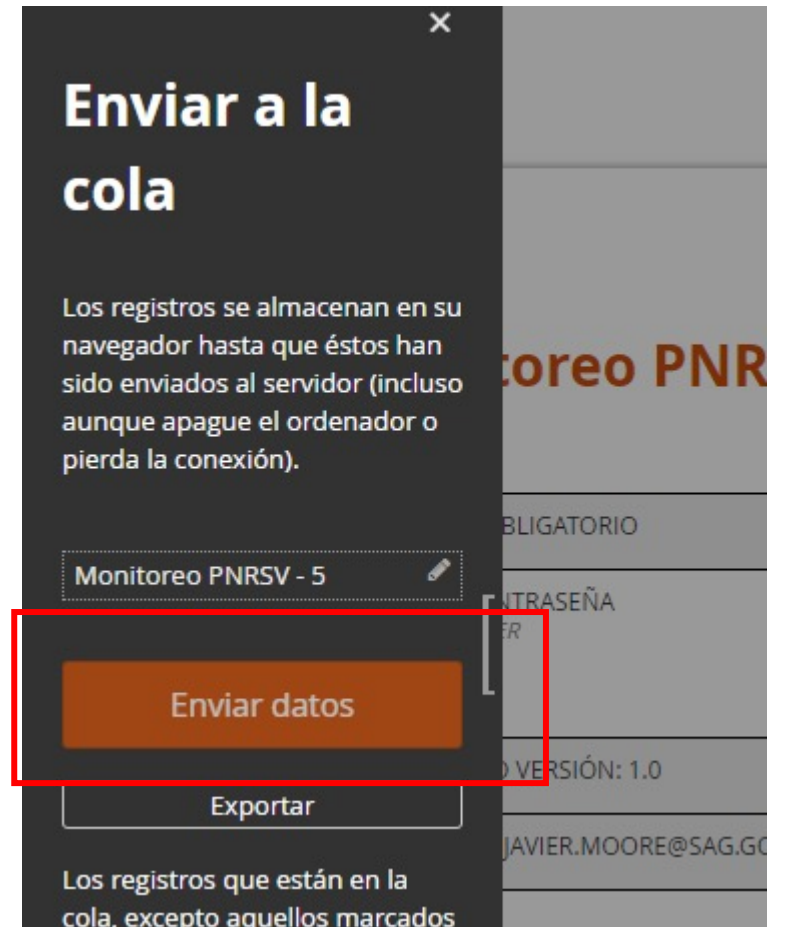 ×
Enviar a la
cola
Los registros se almacenan en su
navegador hasta que éstos han
sido enviados al servidor (incluso
aunque apague el ordenador o
pierda la conexión).
Monitoreo PNRSV - 5
Enviar datos
Exportar
Los registros que están en la
cola, excepto aquellos marcados
toreo PNR
BLIGATORIO
NTRASEÑA
ER
O VERSIÓN: 1.0
JAVIER.MOORE@SAG.GO